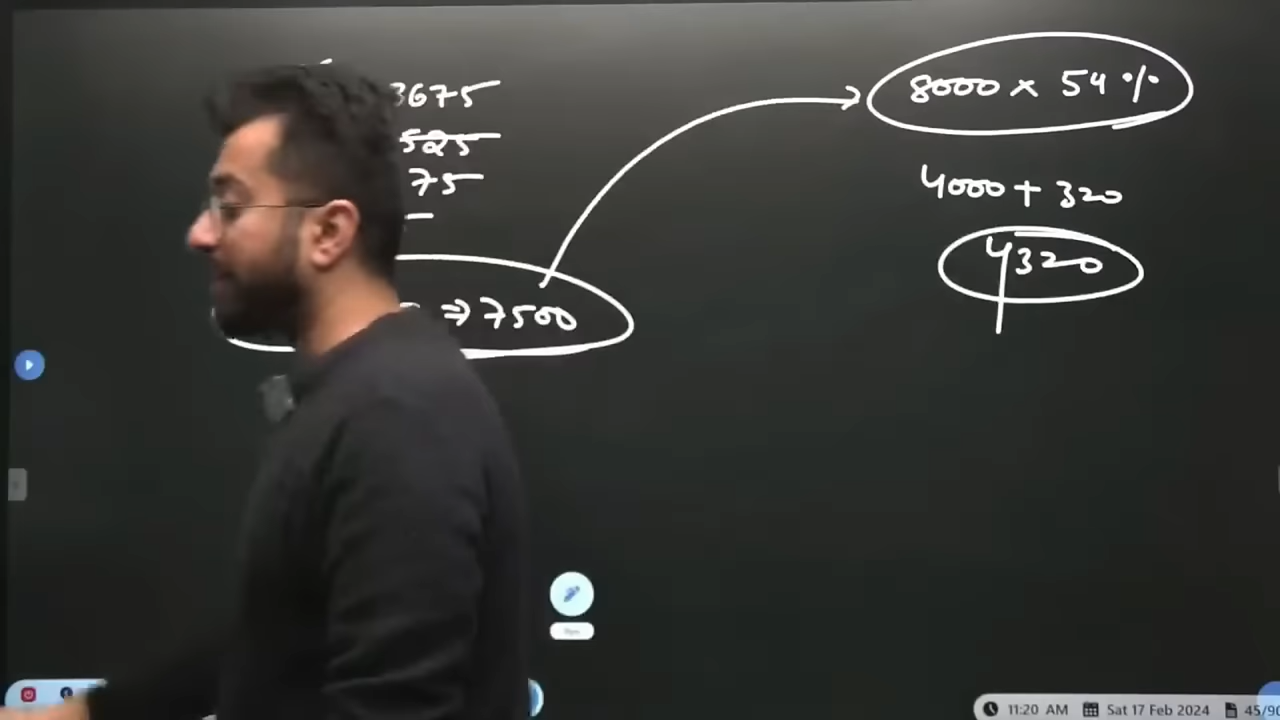 3675
525
75
⇒ 7500
8000 × 54 %
4000 + 320
4320
11:20 AM Sat 17 Feb 2024